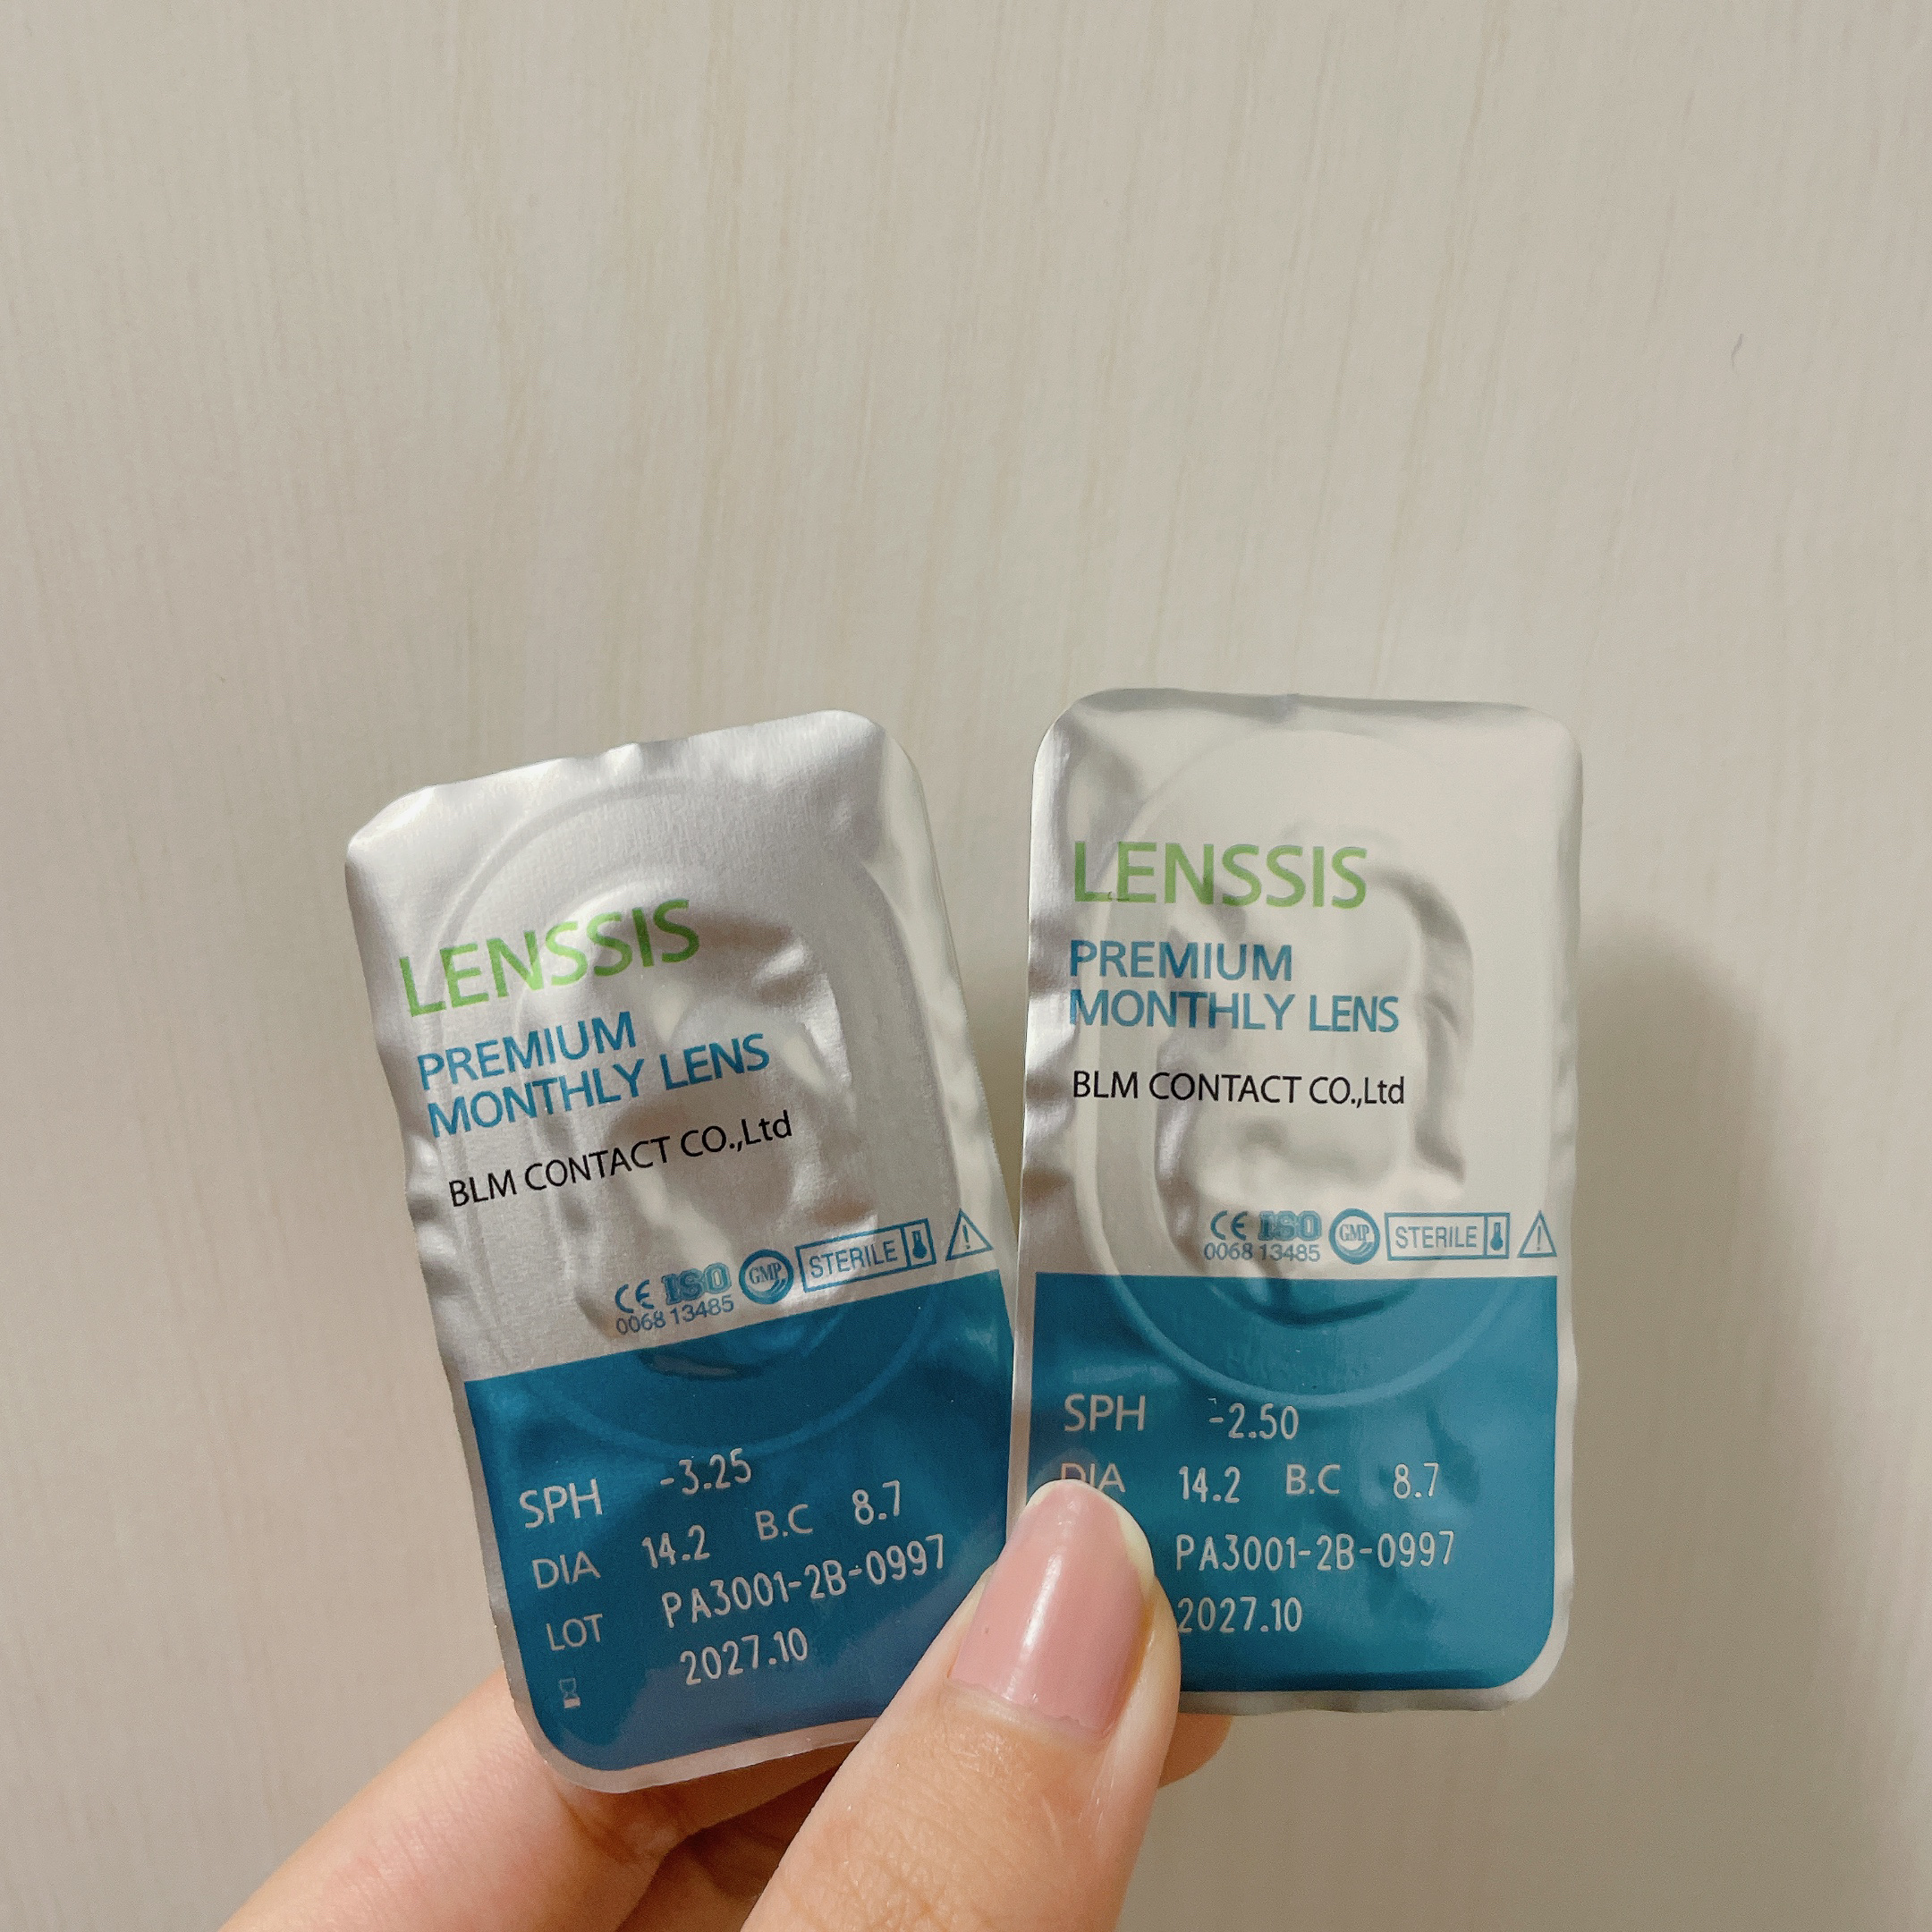 LENSSIS
PREMIUM
MONTHLY LENS
BLM CONTACT CO.,Ltd
CE ISO GMP STERILE
0068 13485
SPH -3.25
DIA 14.2 B.C 8.7
LOT PA3001-2B-0997
2027.10
LENSSIS
PREMIUM
MONTHLY LENS
BLM CONTACT CO.,Ltd
CE ISO GMP STERILE
0068 13485
SPH -2.50
DIA 14.2 B.C 8.7
PA3001-2B-0997
2027.10